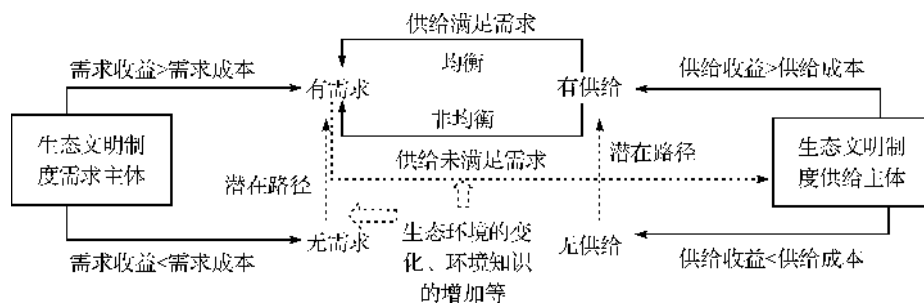 供给满足需求
需求收益>需求成本
均衡
供给收益>供给成本
有需求
有供给
非均衡
生态文明制
度需求主体
供给未满足需求
潜在路径
生态文明制
度供给主体
潜在路径
无需求
生态环境的变
化、环境知识
的增加等
无供给
需求收益<需求成本
供给收益<供给成本